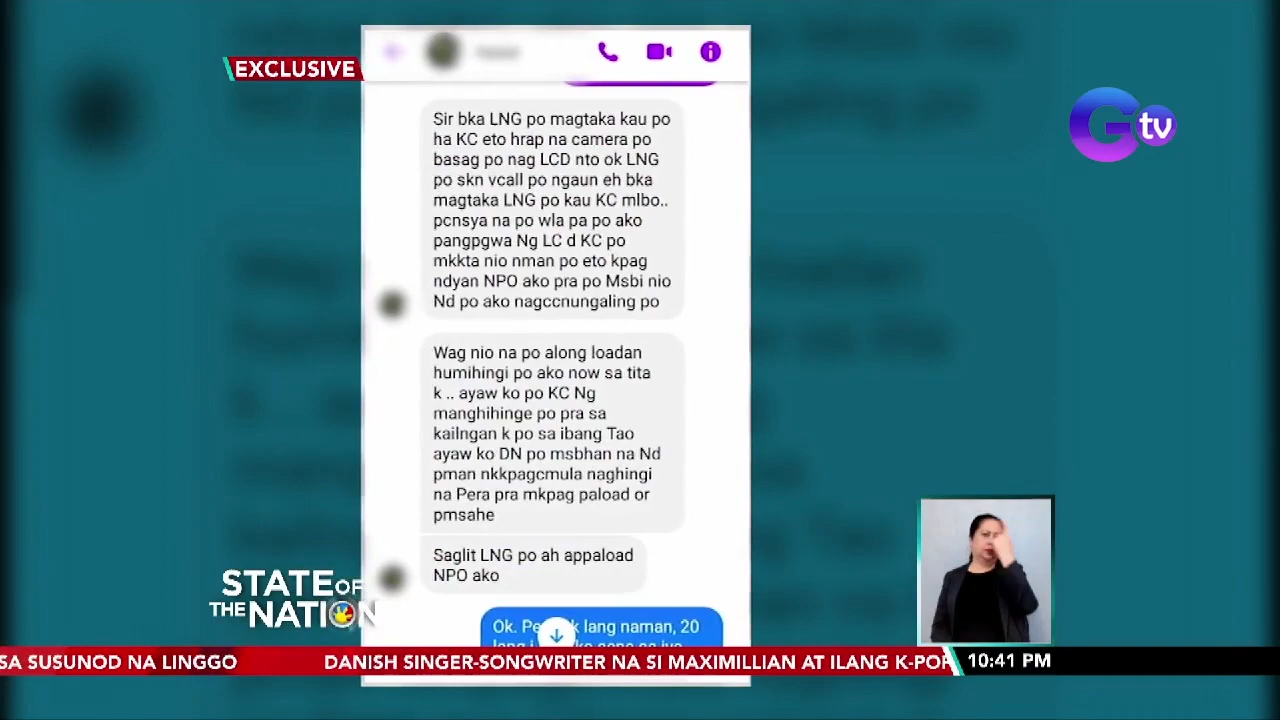 EXCLUSIVE
G tv
Sir bka LNG po magtaka kau po
ha KC eto hrap na camera po
basag po nag LCD nto ok LNG
po skn vcall po ngaun eh bka
magtaka LNG po kau KC mlbo..
pcnsya na po wla pa po ako
pangpgwa Ng LC d KC po
mkkta nio nman po eto kpag
ndyan NPO ako pra po Msbi nio
Nd po ako nagccnungaling po
Wag nio na po along loadan
humihingi po ako now sa tita
k .. ayaw ko po KC Ng
manghihinge po pra sa
kailngan k po sa ibang Tao
ayaw ko DN po msbhan na Nd
pman nkkpagcmula naghingi
na Pera pra mkpag paload or
pmsahe
Saglit LNG po ah appaload
NPO ako
Ok. lang naman, 20
STATE OF
THE NATION
SA SUSUNOD NA LINGGO DANISH SINGER-SONGWRITER NA SI MAXIMILLIAN AT ILANG K-POP
10:41 PM